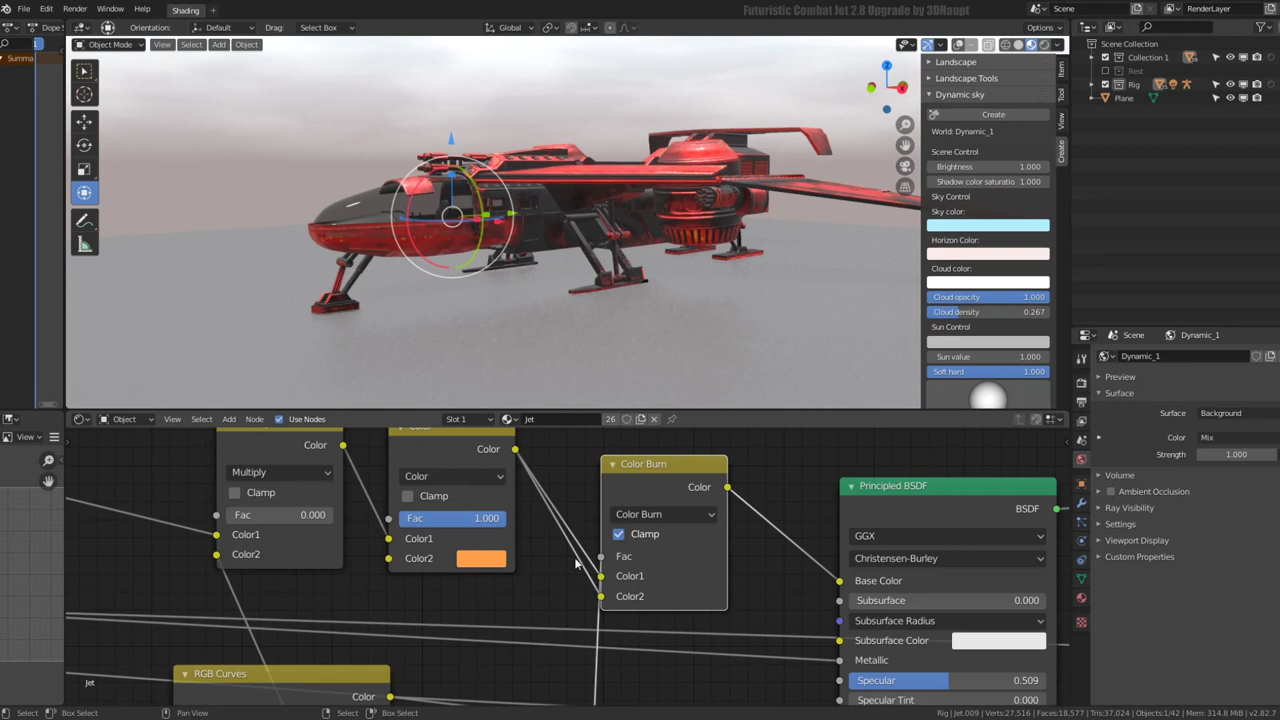 Futuristic Combat Jet 2.8 Upgrade by 3DHaupt
File Edit Render Window Help Shading + Scene RenderLayer
Dope S Orientation: Default Drag: Select Box Global Options
Object Mode View Select Add Object
1
Summa
Landscape
Landscape Tools
Dynamic sky
Create
World: Dynamic_1
Scene Control
Brightness 1.000
Shadow color saturatio 1.000
Sky Control
Sky color:
Horizon Color:
Cloud color:
Cloud opacity 1.000
Cloud density 0.267
Sun Control
Sun value 1.000
Soft hard 1.000
Item
Tool
View
Create
Z
X
Scene Collection
Collection 1
Rest
Rig
Plane
Scene Dynamic_1
Dynamic_1
Preview
Surface
Surface Background
Color Mix
Strength 1.000
Volume
Ambient Occlusion
Ray Visibility
Settings
Viewport Display
Custom Properties
Object View Select Add Node Use Nodes Slot 1 Jet 26
View
Color
Multiply
Clamp
Fac 0.000
Color1
Color2
Color
Color
Clamp
Fac 1.000
Color1
Color2
Color Burn
Color
Color Burn
Clamp
Fac
Color1
Color2
Principled BSDF
BSDF
GGX
Christensen-Burley
Base Color
Subsurface 0.000
Subsurface Radius
Subsurface Color
Metallic
Specular 0.509
Specular Tint 0.000
RGB Curves
Color
Jet
Select Box Select Pan View Select Box Select
Rig | Jet.009 | Verts:27,516 | Faces:18,577 | Tris:37,024 | Objects:1/42 | Mem: 314.8 MiB | v2.82.7